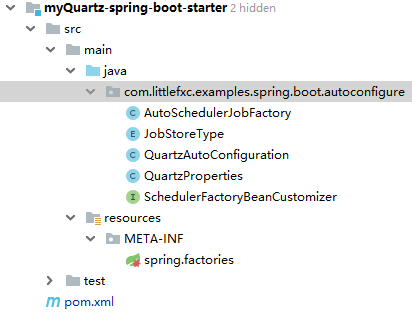 myQuartz-spring-boot-starter 2 hidden
src
main
java
com.littlefxc.examples.spring.boot.autoconfigure
C AutoSchedulerJobFactory
E JobStoreType
C QuartzAutoConfiguration
C QuartzProperties
I SchedulerFactoryBeanCustomizer
resources
META-INF
spring.factories
test
m pom.xml